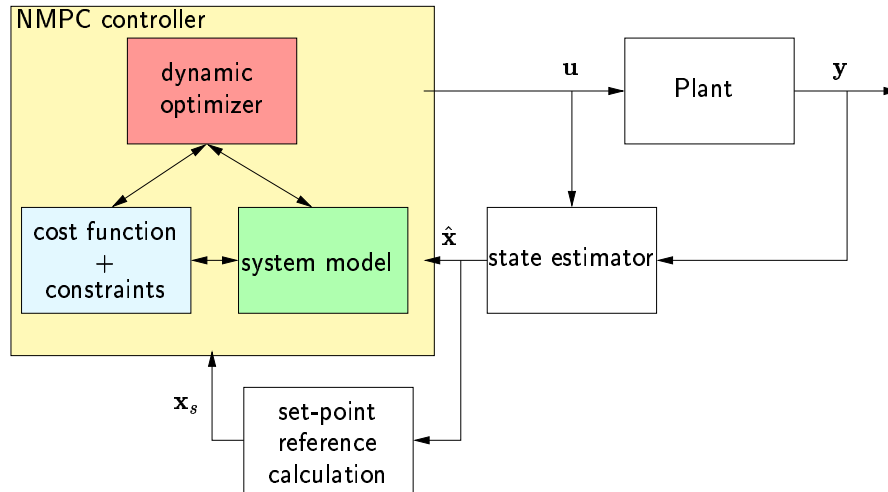 NMPC controller
dynamic
optimizer
u
Plant
y
cost function
+
constraints
system model
x̂
state estimator
xₛ
set-point
reference
calculation